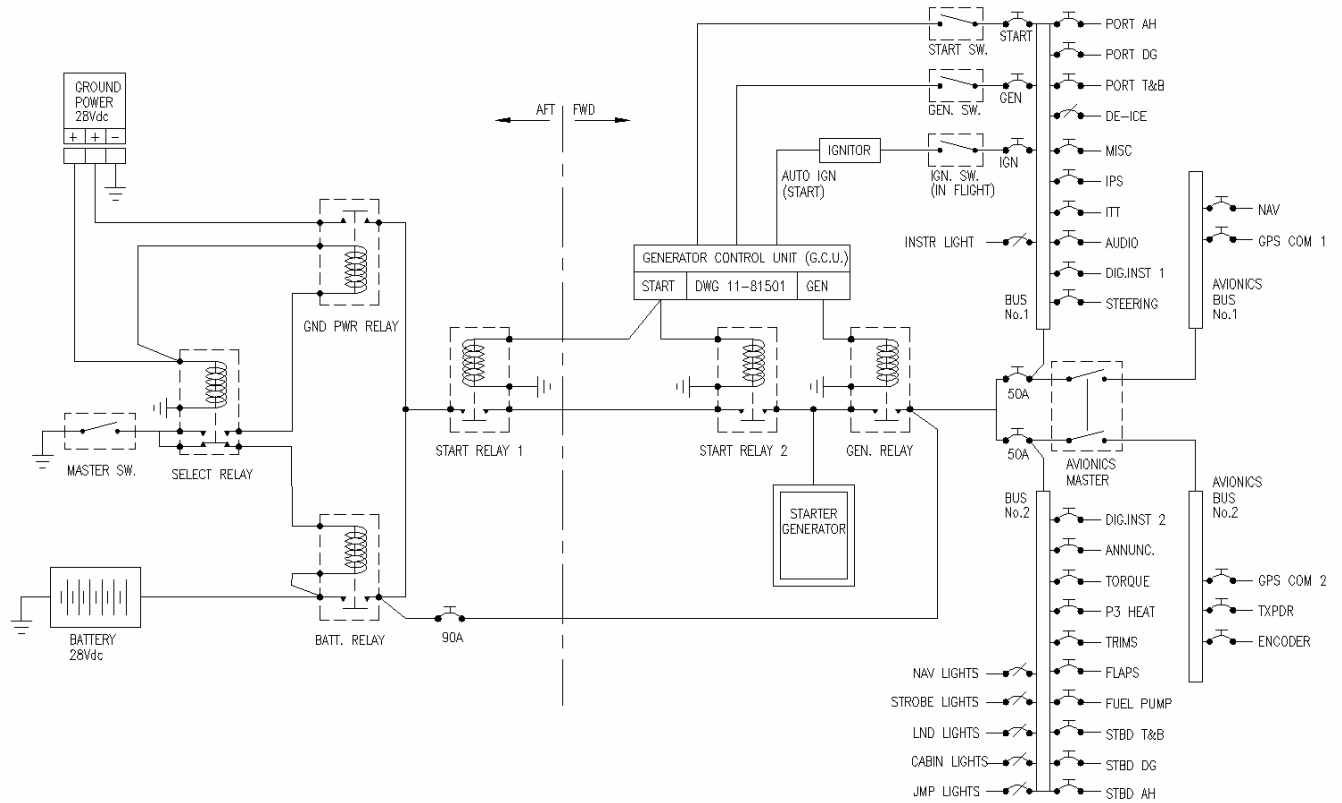 GROUND
POWER
28Vdc
+ + −
AFT
FWD
START SW.
START
GEN. SW.
GEN
IGNITOR
AUTO IGN
(START)
IGN. SW.
(IN FLIGHT)
IGN
PORT AH
PORT DG
PORT T&B
DE-ICE
MISC
IPS
ITT
AUDIO
DIG.INST 1
STEERING
INSTR LIGHT
BUS
No.1
NAV
GPS COM 1
AVIONICS
BUS
No.1
GENERATOR CONTROL UNIT (G.C.U.)
START
DWG 11-81501
GEN
GND PWR RELAY
MASTER SW.
SELECT RELAY
START RELAY 1
START RELAY 2
GEN. RELAY
50A
50A
AVIONICS
MASTER
STARTER
GENERATOR
BATTERY
28Vdc
BATT. RELAY
90A
BUS
No.2
AVIONICS
BUS
No.2
DIG.INST 2
ANNUNC.
TORQUE
P3 HEAT
TRIMS
FLAPS
FUEL PUMP
STBD T&B
STBD DG
STBD AH
NAV LIGHTS
STROBE LIGHTS
LND LIGHTS
CABIN LIGHTS
JMP LIGHTS
GPS COM 2
TXPDR
ENCODER